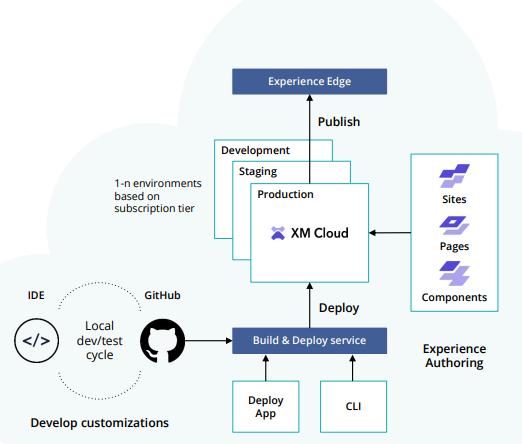 Experience Edge
Publish
Development
Staging
Production
1-n environments
based on
subscription tier
XM Cloud
Sites
Pages
Components
IDE
GitHub
Deploy
</>
Local
dev/test
cycle
Build & Deploy service
Experience
Authoring
Deploy
App
CLI
Develop customizations